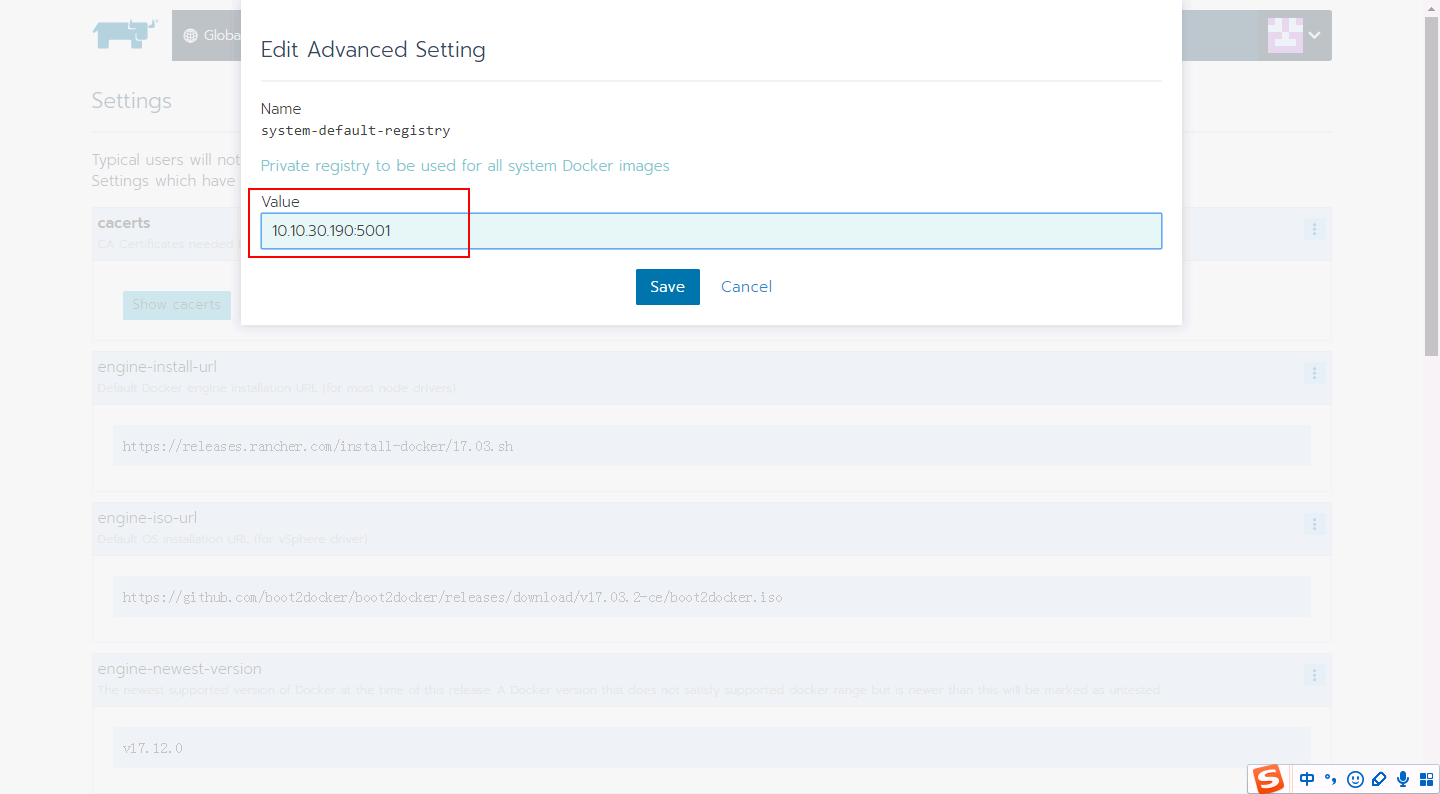 Globa
Edit Advanced Setting
Settings
Name
system-default-registry
Typical users will not
Private registry to be used for all system Docker images
Settings which have
Value
10.10.30.190:5001
cacerts
CA Certificates needed
Save
Cancel
Show cacerts
engine-install-url
Default Docker engine installation URL (for most node drivers)
https://releases.rancher.com/install-docker/17.03.sh
engine-iso-url
Default OS installation URL (for vSphere driver)
https://github.com/boot2docker/boot2docker/releases/download/v17.03.2-ce/boot2docker.iso
engine-newest-version
The newest supported version of Docker at the time of this release. A Docker version that does not satisfy supported docker range but is newer than this will be marked as untested.
v17.12.0
中